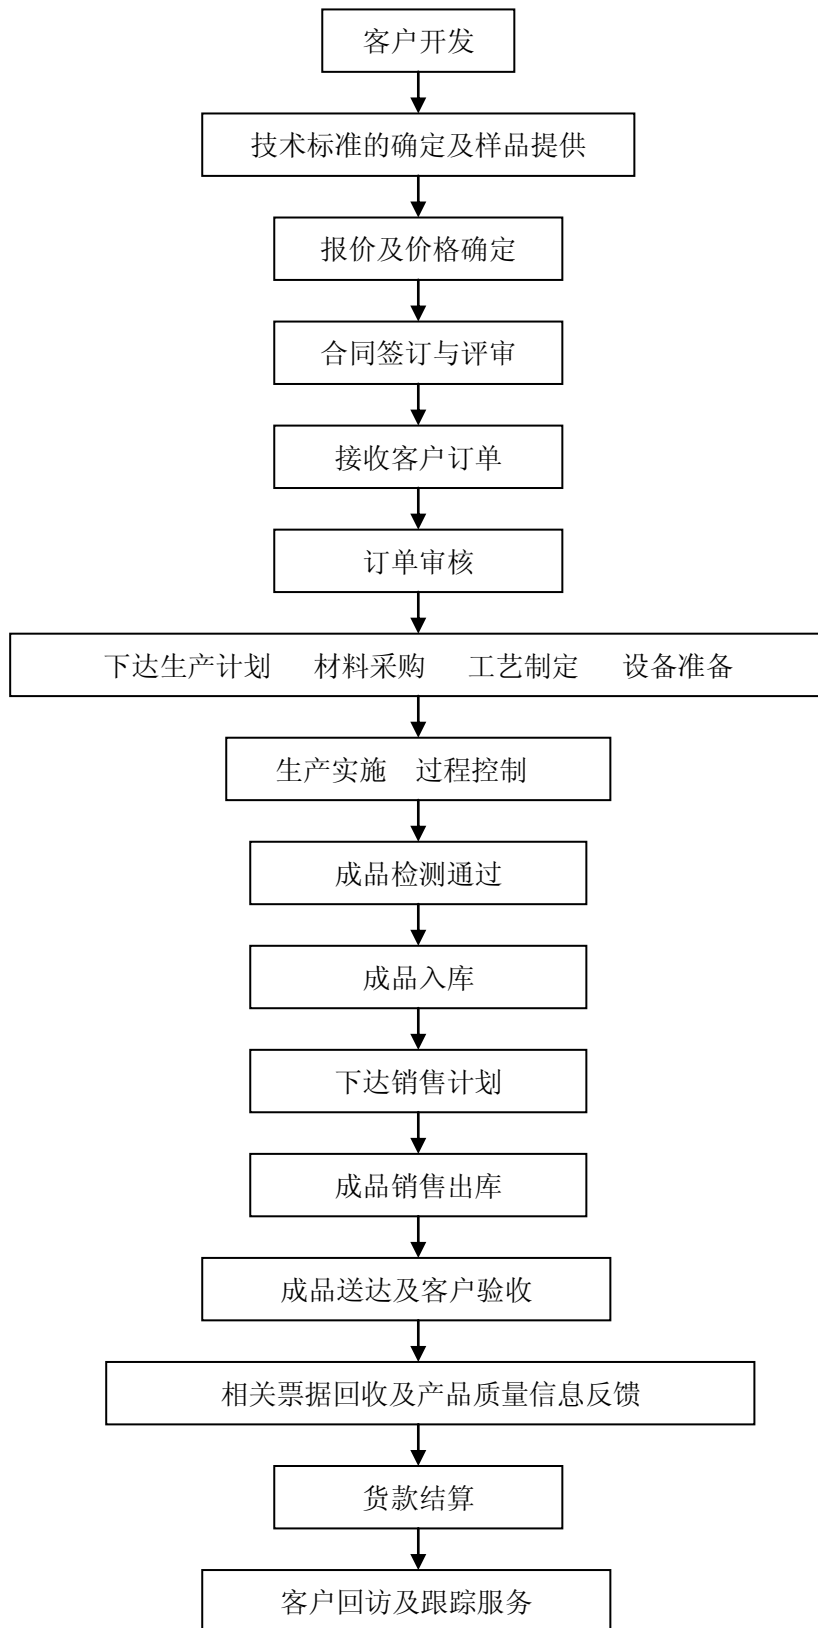 客户开发
技术标准的确定及样品提供
报价及价格确定
合同签订与评审
接收客户订单
订单审核
下达生产计划 材料采购 工艺制定 设备准备
生产实施 过程控制
成品检测通过
成品入库
下达销售计划
成品销售出库
成品送达及客户验收
相关票据回收及产品质量信息反馈
货款结算
客户回访及跟踪服务